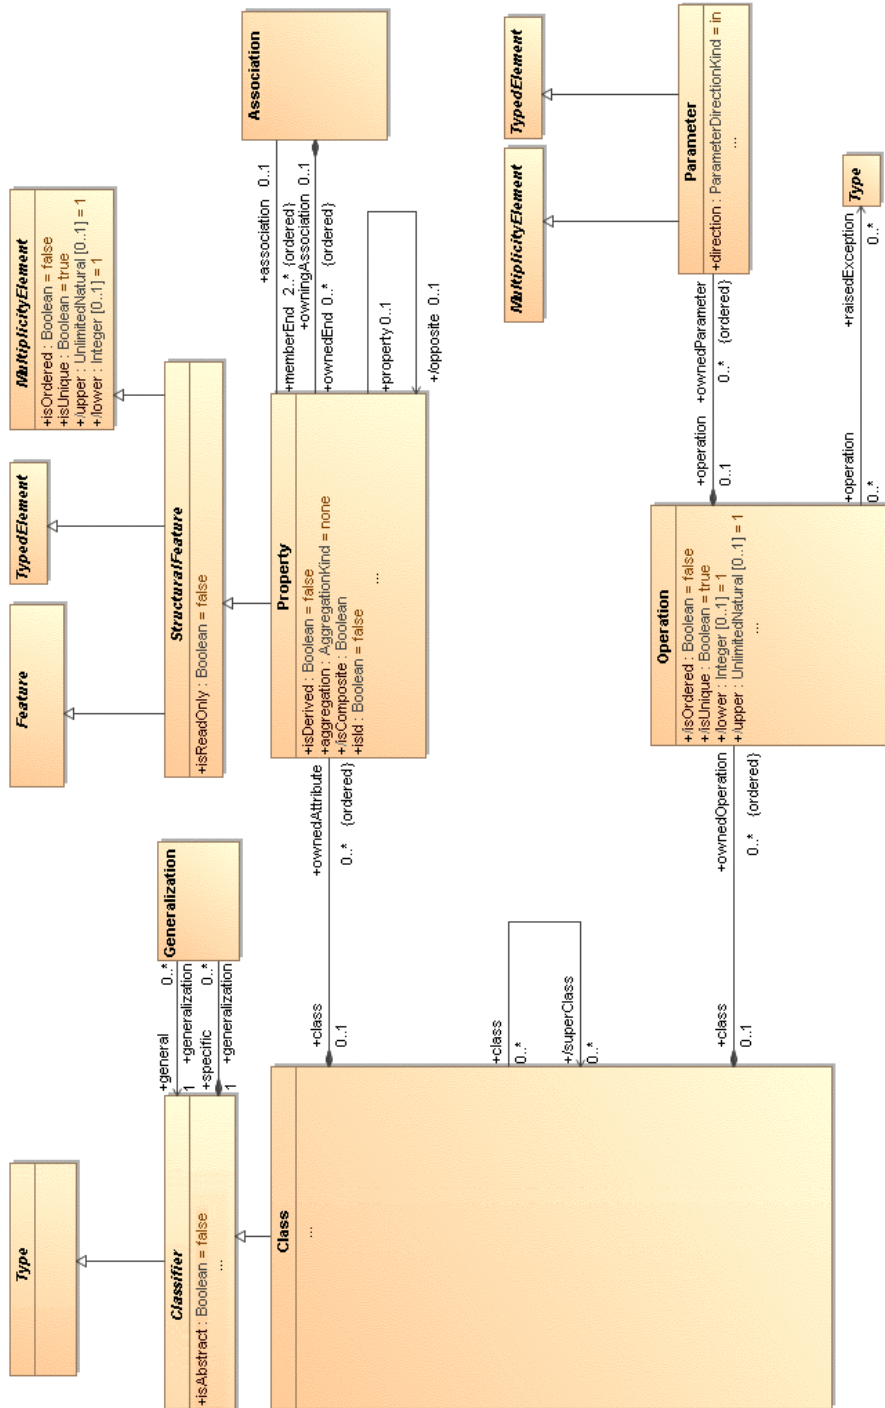 Type
Classifier
+isAbstract : Boolean = false
...
Generalization
+general
0..*
1
+generalization
+specific
0..*
1
+generalization
Feature
TypedElement
MultiplicityElement
+isOrdered : Boolean = false
+isUnique : Boolean = true
+/upper : UnlimitedNatural [0..1] = 1
+/lower : Integer [0..1] = 1
StructuralFeature
+isReadOnly : Boolean = false
Association
+association 0..1
+memberEnd 2..* {ordered}
+owningAssociation 0..1
+ownedEnd 0..* {ordered}
Class
...
+class
0..1
+ownedAttribute
0..* {ordered}
Property
+isDerived : Boolean = false
+aggregation : AggregationKind = none
+/isComposite : Boolean
+isId : Boolean = false
...
+property 0..1
+/opposite 0..1
+class
0..*
+/superClass
0..*
MultiplicityElement
TypedElement
+class
0..1
+ownedOperation
0..* {ordered}
Operation
+/isOrdered : Boolean = false
+/isUnique : Boolean = true
+/lower : Integer [0..1] = 1
+/upper : UnlimitedNatural [0..1] = 1
...
+operation
0..1
+ownedParameter
0..* {ordered}
Parameter
+direction : ParameterDirectionKind = in
...
+operation
0..*
+raisedException
0..*
Type